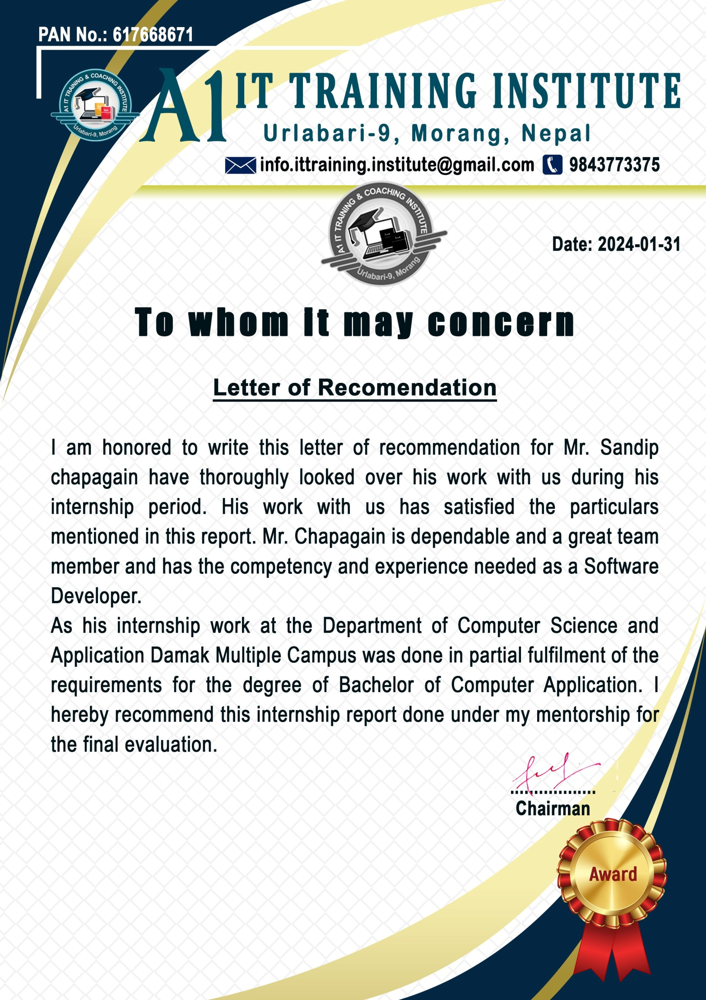 PAN No.: 617668671
A1 IT TRAINING & COACHING INSTITUTE
Urlabari-9, Morang
A1 IT TRAINING INSTITUTE
Urlabari-9, Morang, Nepal
info.ittraining.institute@gmail.com 9843773375
A1 IT TRAINING & COACHING INSTITUTE
Urlabari-9, Morang
Date: 2024-01-31
To whom it may concern
Letter of Recomendation
I am honored to write this letter of recommendation for Mr. Sandip
chapagain have thoroughly looked over his work with us during his
internship period. His work with us has satisfied the particulars
mentioned in this report. Mr. Chapagain is dependable and a great team
member and has the competency and experience needed as a Software
Developer.
As his internship work at the Department of Computer Science and
Application Damak Multiple Campus was done in partial fulfilment of the
requirements for the degree of Bachelor of Computer Application. I
hereby recommend this internship report done under my mentorship for
the final evaluation.
Chairman
Award